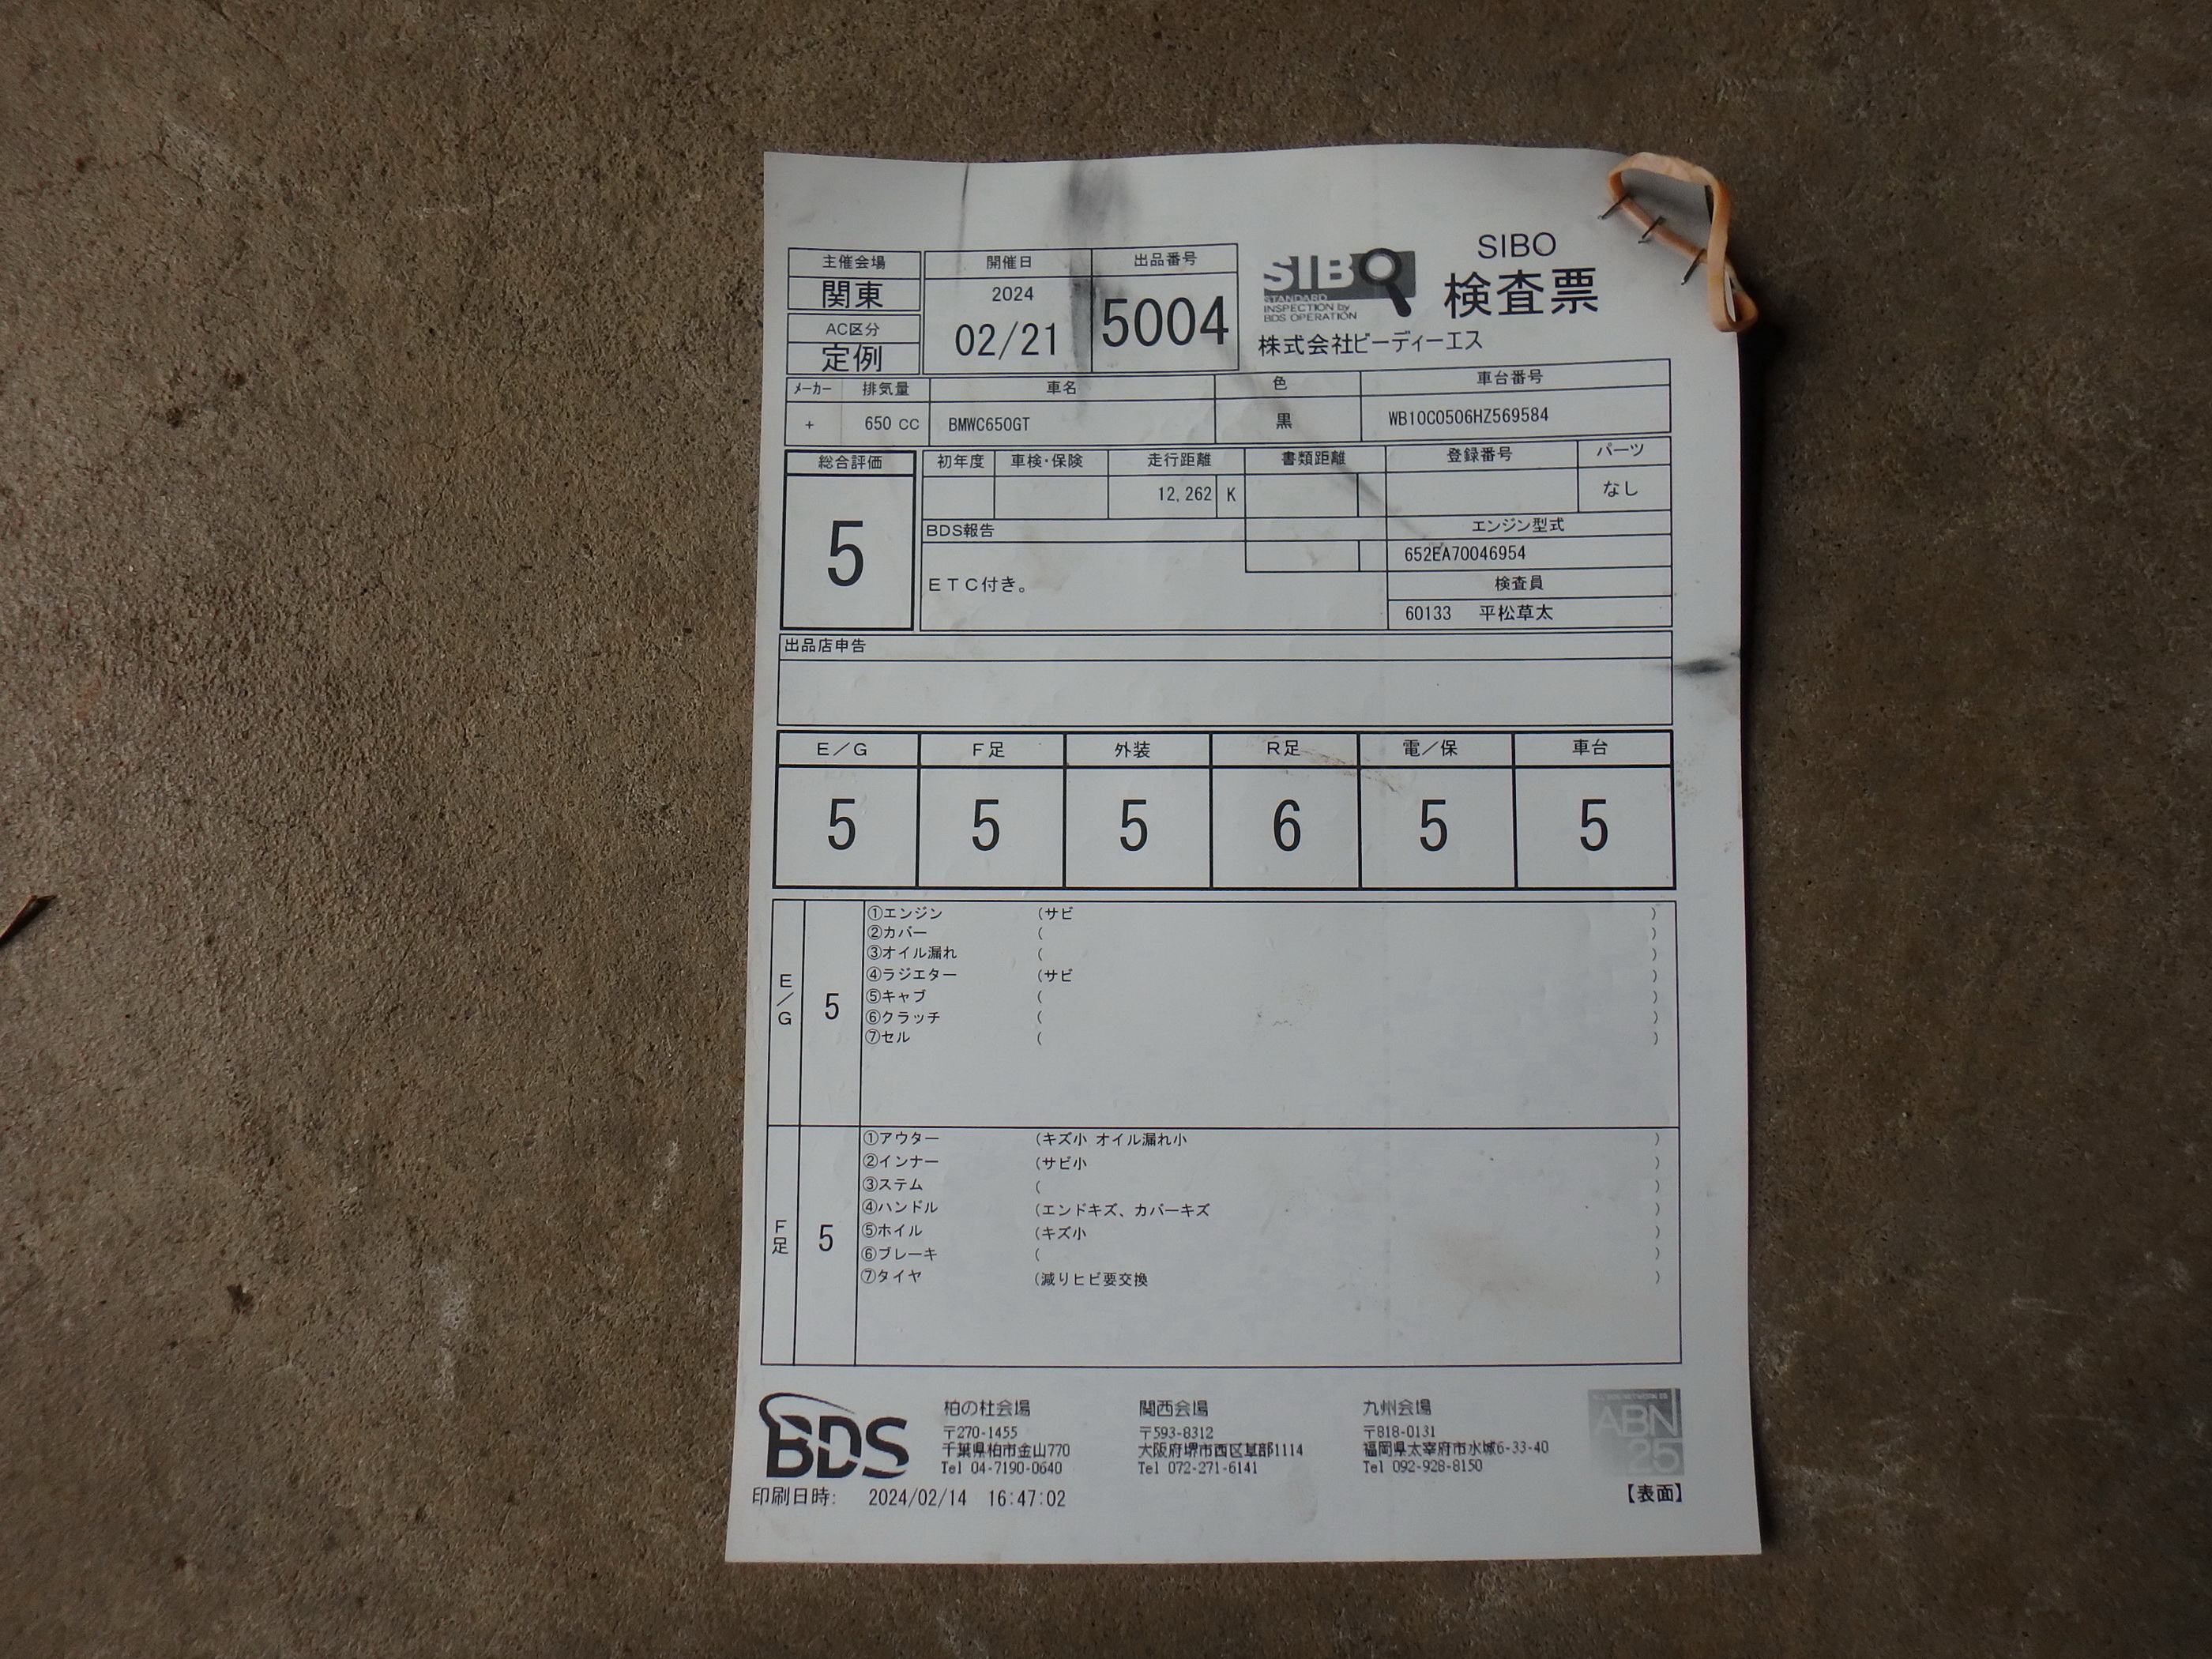 主催会場
関東
AC区分
定例
開催日
2024
02/21
出品番号
5004
SIBO
STANDARD
INSPECTION by
BDS OPERATION
SIBO
検査票
株式会社ビーディーエス
メーカー 排気量 車名 色 車台番号
+ 650 CC BMWC650GT 黒 WB10C0506HZ569584
総合評価 初年度 車検・保険 走行距離 書類距離 登録番号 パーツ
5
12,262 K なし
BDS報告 エンジン型式
652EA70046954
ETC付き。 検査員
60133 平松草太
出品店申告
E/G F足 外装 R足 電/保 車台
5 5 5 6 5 5
E/G 5
①エンジン (サビ )
②カバー ( )
③オイル漏れ ( )
④ラジエター (サビ )
⑤キャブ ( )
⑥クラッチ ( )
⑦セル ( )
F足 5
①アウター (キズ小 オイル漏れ小 )
②インナー (サビ小 )
③ステム ( )
④ハンドル (エンドキズ、カバーキズ )
⑤ホイル (キズ小 )
⑥ブレーキ ( )
⑦タイヤ (減りヒビ要交換 )
BDS
柏の杜会場
〒270-1455
千葉県柏市金山770
Tel 04-7190-0640
関西会場
〒593-8312
大阪府堺市西区草部1114
Tel 072-271-6141
九州会場
〒818-0131
福岡県太宰府市水城6-33-40
Tel 092-928-8150
ABN
25
印刷日時: 2024/02/14 16:47:02
【表面】